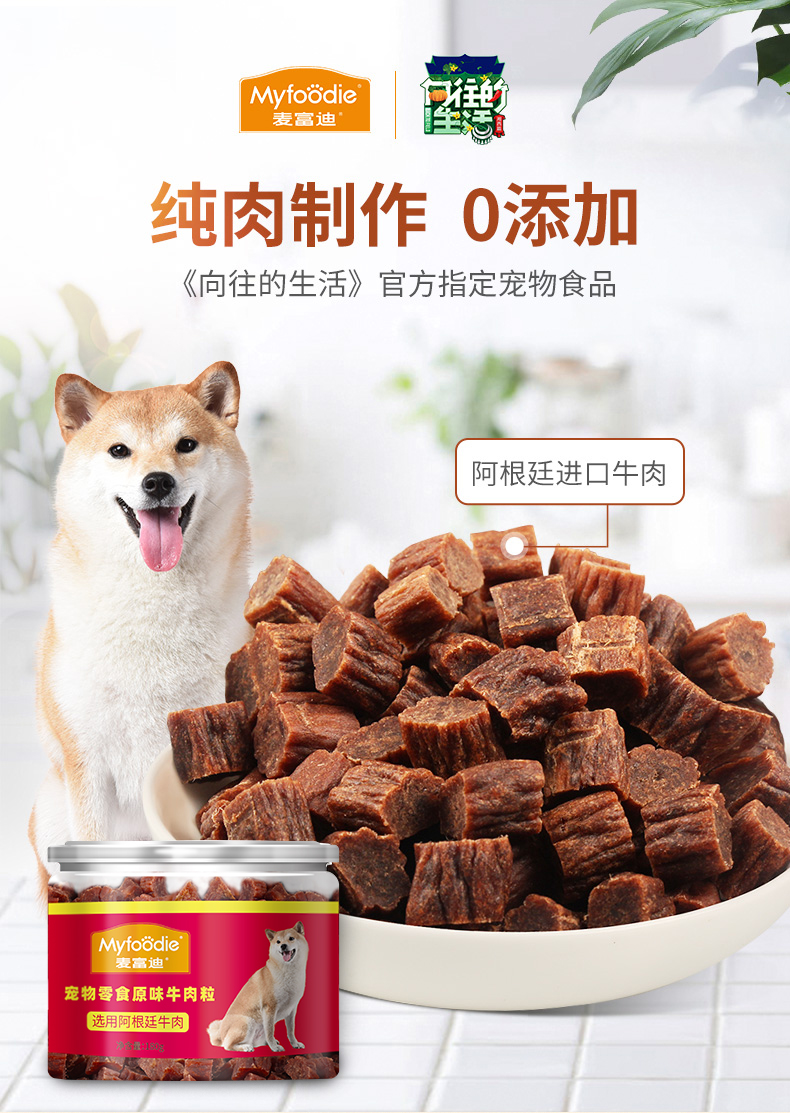 Myfoodie
麦富迪
向往的
生活
纯肉制作 0添加
《向往的生活》官方指定宠物食品
阿根廷进口牛肉
Myfoodie
麦富迪
宠物零食原味牛肉粒
选用阿根廷牛肉